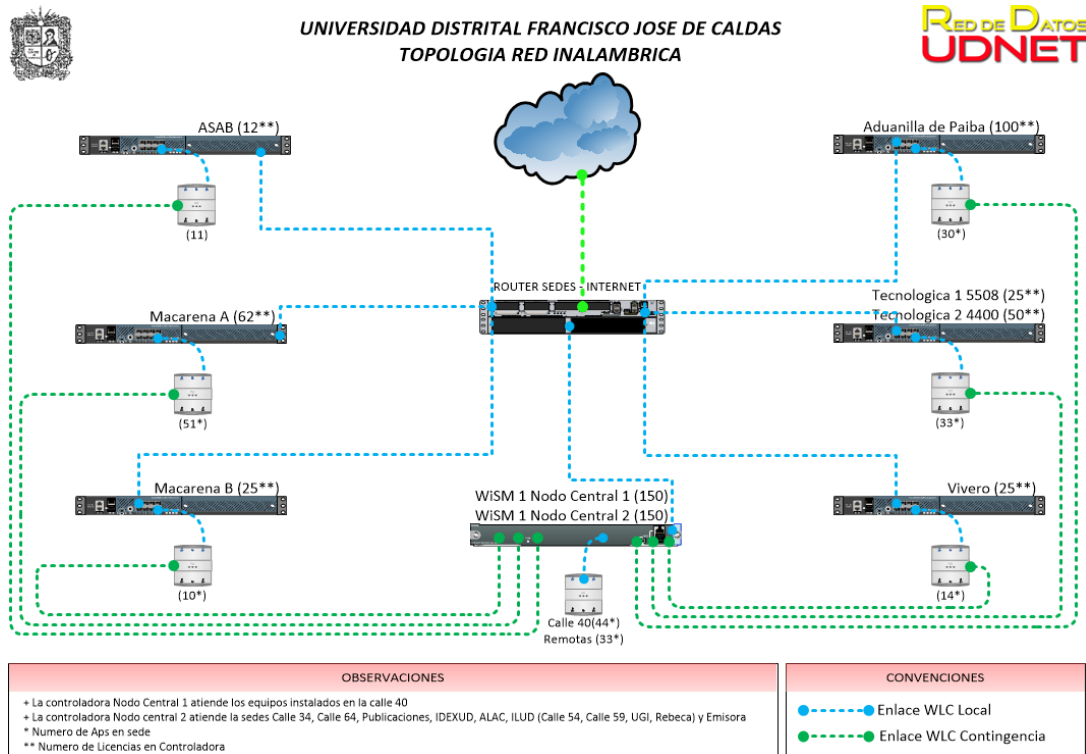 UNIVERSIDAD DISTRITAL FRANCISCO JOSE DE CALDAS
TOPOLOGIA RED INALAMBRICA
RED DE DATOS
UDNET
ASAB (12**)
(11)
Aduanilla de Paiba (100**)
(30*)
ROUTER SEDES - INTERNET
Macarena A (62**)
(51*)
Tecnologica 1 5508 (25**)
Tecnologica 2 4400 (50**)
(33*)
Macarena B (25**)
(10*)
WiSM 1 Nodo Central 1 (150)
WiSM 1 Nodo Central 2 (150)
Vivero (25**)
(14*)
Calle 40(44*)
Remotas (33*)
OBSERVACIONES
+ La controladora Nodo Central 1 atiende los equipos instalados en la calle 40
+ La controladora Nodo central 2 atiende la sedes Calle 34, Calle 64, Publicaciones, IDEXUD, ALAC, ILUD (Calle 54, Calle 59, UGI, Rebeca) y Emisora
* Numero de Aps en sede
** Numero de Licencias en Controladora
CONVENCIONES
Enlace WLC Local
Enlace WLC Contingencia